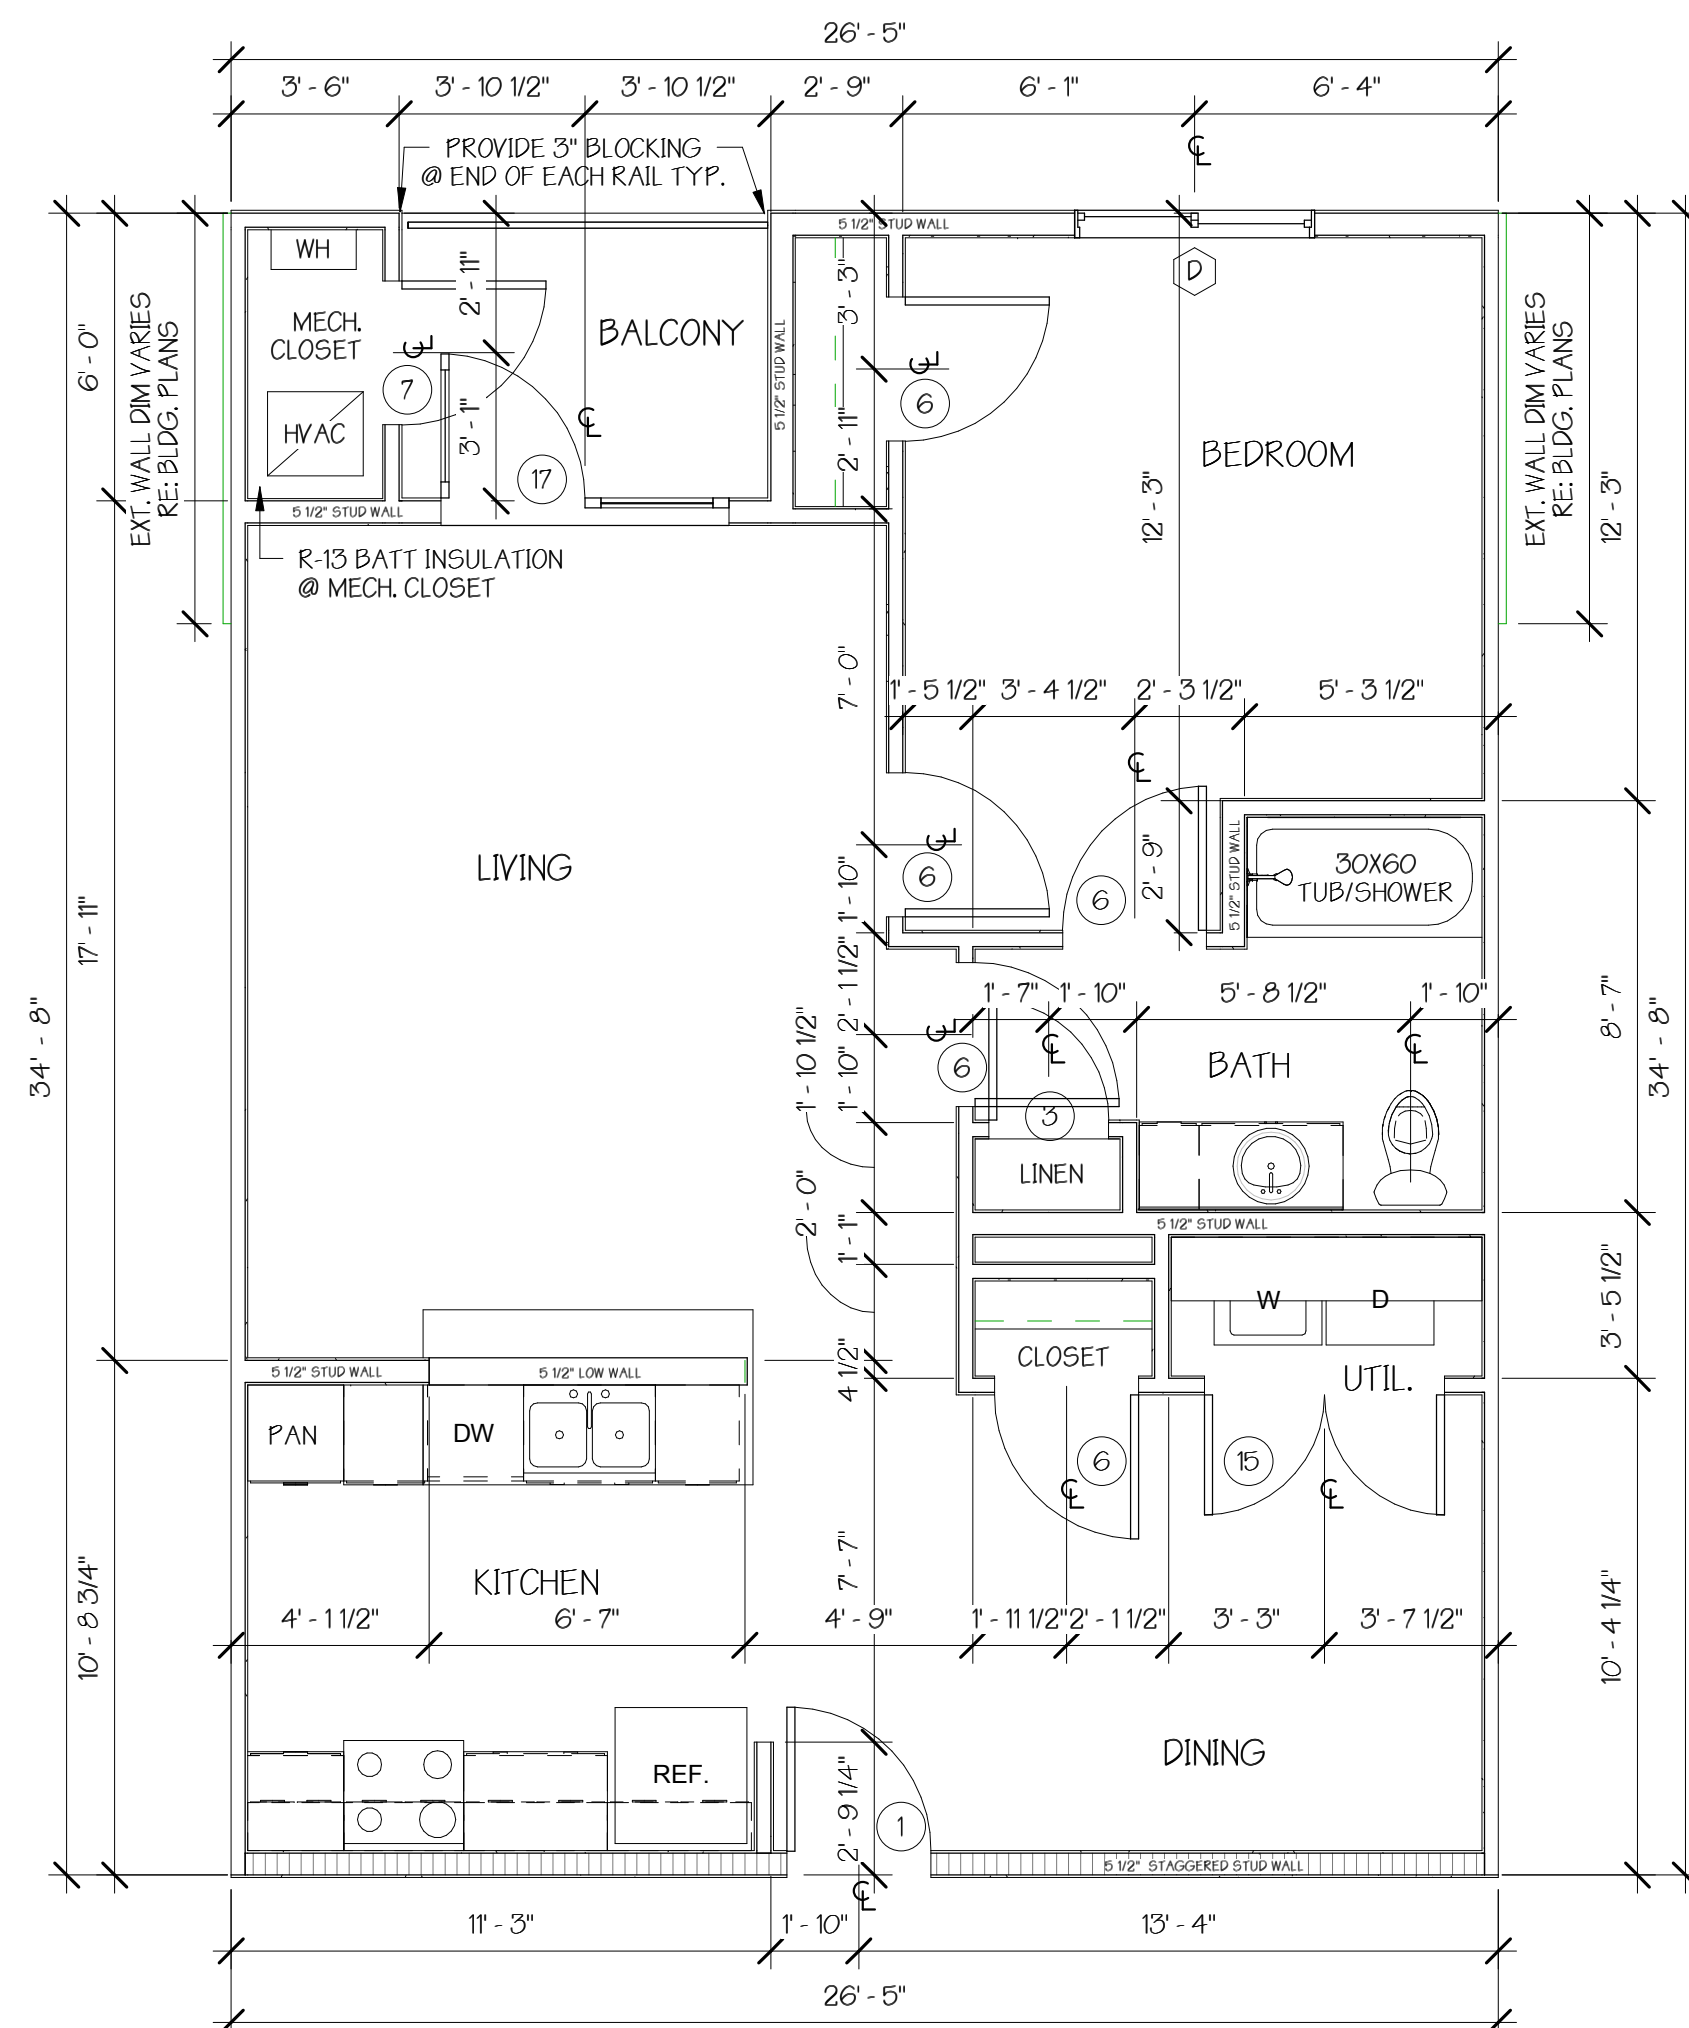 26' - 5"
3' - 6"
3' - 10 1/2"
3' - 10 1/2"
2' - 9"
6' - 1"
6' - 4"
℄
PROVIDE 3" BLOCKING
@ END OF EACH RAIL TYP.
5 1/2" STUD WALL
WH
MECH.
CLOSET
HVAC
℄
7
2' - 11"
3' - 1"
BALCONY
℄
17
5 1/2" STUD WALL
3' - 3"
2' - 11"
℄
6
D
BEDROOM
12' - 3"
6' - 0"
EXT. WALL DIM VARIES
RE: BLDG. PLANS
EXT. WALL DIM VARIES
RE: BLDG. PLANS
12' - 3"
5 1/2" STUD WALL
R-13 BATT INSULATION
@ MECH. CLOSET
7' - 0"
1' - 5 1/2"
3' - 4 1/2"
2' - 3 1/2"
5' - 3 1/2"
℄
LIVING
℄
6
6
2' - 9"
5 1/2" STUD WALL
30X60
TUB/SHOWER
17' - 11"
34' - 8"
1' - 10"
2' - 1 1/2"
1' - 7"
1' - 10"
5' - 8 1/2"
1' - 10"
8' - 7"
34' - 8"
1' - 10 1/2"
1' - 10"
℄
6
℄
℄
BATH
3
LINEN
2' - 0"
1' - 1"
5 1/2" STUD WALL
W
D
3' - 5 1/2"
CLOSET
UTIL.
4 1/2"
5 1/2" STUD WALL
5 1/2" LOW WALL
PAN
DW
6
℄
15
℄
7' - 7"
KITCHEN
4' - 1 1/2"
6' - 7"
4' - 9"
1' - 11 1/2"
2' - 1 1/2"
3' - 3"
3' - 7 1/2"
10' - 8 3/4"
10' - 4 1/4"
REF.
2' - 9 1/4"
1
DINING
5 1/2" STAGGERED STUD WALL
℄
11' - 3"
1' - 10"
13' - 4"
26' - 5"